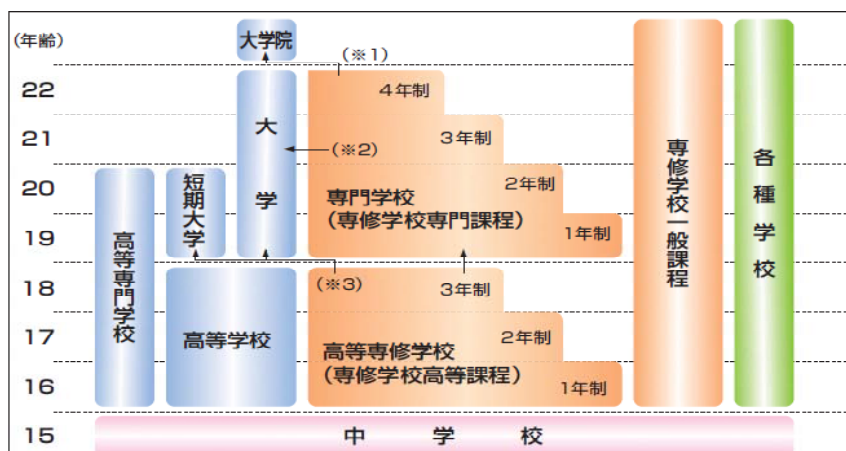 (年齢)
大学院
(※1)
22
4年制
21
大学
(※2)
3年制
20
短期大学
専門学校
(専修学校専門課程)
2年制
19
1年制
高等専門学校
18
(※3)
3年制
17
高等学校
高等専修学校
(専修学校高等課程)
2年制
16
1年制
専修学校一般課程
各種学校
15
中学校